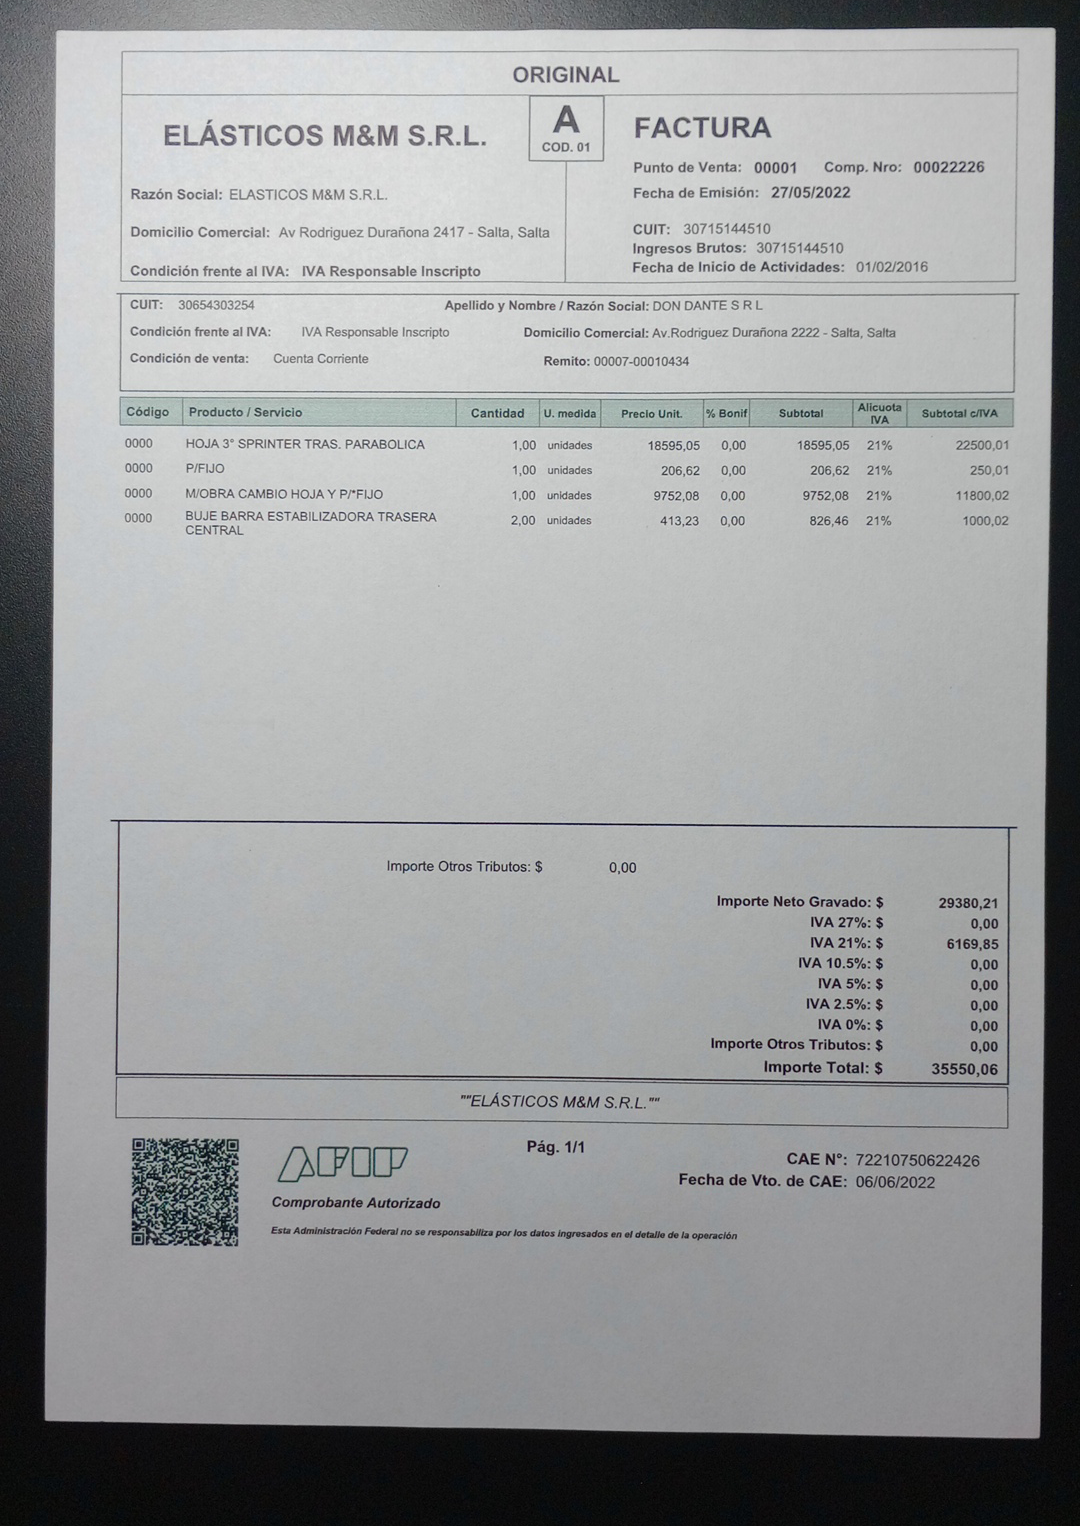 ORIGINAL
ELÁSTICOS M&M S.R.L.
A
COD. 01
FACTURA
Punto de Venta: 00001 Comp. Nro: 00022226
Fecha de Emisión: 27/05/2022
Razón Social: ELASTICOS M&M S.R.L.
Domicilio Comercial: Av Rodriguez Durañona 2417 - Salta, Salta
Condición frente al IVA: IVA Responsable Inscripto
CUIT: 30715144510
Ingresos Brutos: 30715144510
Fecha de Inicio de Actividades: 01/02/2016
CUIT: 30654303254 Apellido y Nombre / Razón Social: DON DANTE S R L
Condición frente al IVA: IVA Responsable Inscripto Domicilio Comercial: Av.Rodriguez Durañona 2222 - Salta, Salta
Condición de venta: Cuenta Corriente Remito: 00007-00010434
Código Producto / Servicio Cantidad U. medida Precio Unit. % Bonif Subtotal Alicuota IVA Subtotal c/IVA
0000 HOJA 3° SPRINTER TRAS. PARABOLICA 1,00 unidades 18595,05 0,00 18595,05 21% 22500,01
0000 P/FIJO 1,00 unidades 206,62 0,00 206,62 21% 250,01
0000 M/OBRA CAMBIO HOJA Y P/*FIJO 1,00 unidades 9752,08 0,00 9752,08 21% 11800,02
0000 BUJE BARRA ESTABILIZADORA TRASERA 2,00 unidades 413,23 0,00 826,46 21% 1000,02
CENTRAL
Importe Otros Tributos: $ 0,00
Importe Neto Gravado: $ 29380,21
IVA 27%: $ 0,00
IVA 21%: $ 6169,85
IVA 10.5%: $ 0,00
IVA 5%: $ 0,00
IVA 2.5%: $ 0,00
IVA 0%: $ 0,00
Importe Otros Tributos: $ 0,00
Importe Total: $ 35550,06
""ELÁSTICOS M&M S.R.L.""
AFIP
Comprobante Autorizado
Pág. 1/1
CAE N°: 72210750622426
Fecha de Vto. de CAE: 06/06/2022
Esta Administración Federal no se responsabiliza por los datos ingresados en el detalle de la operación